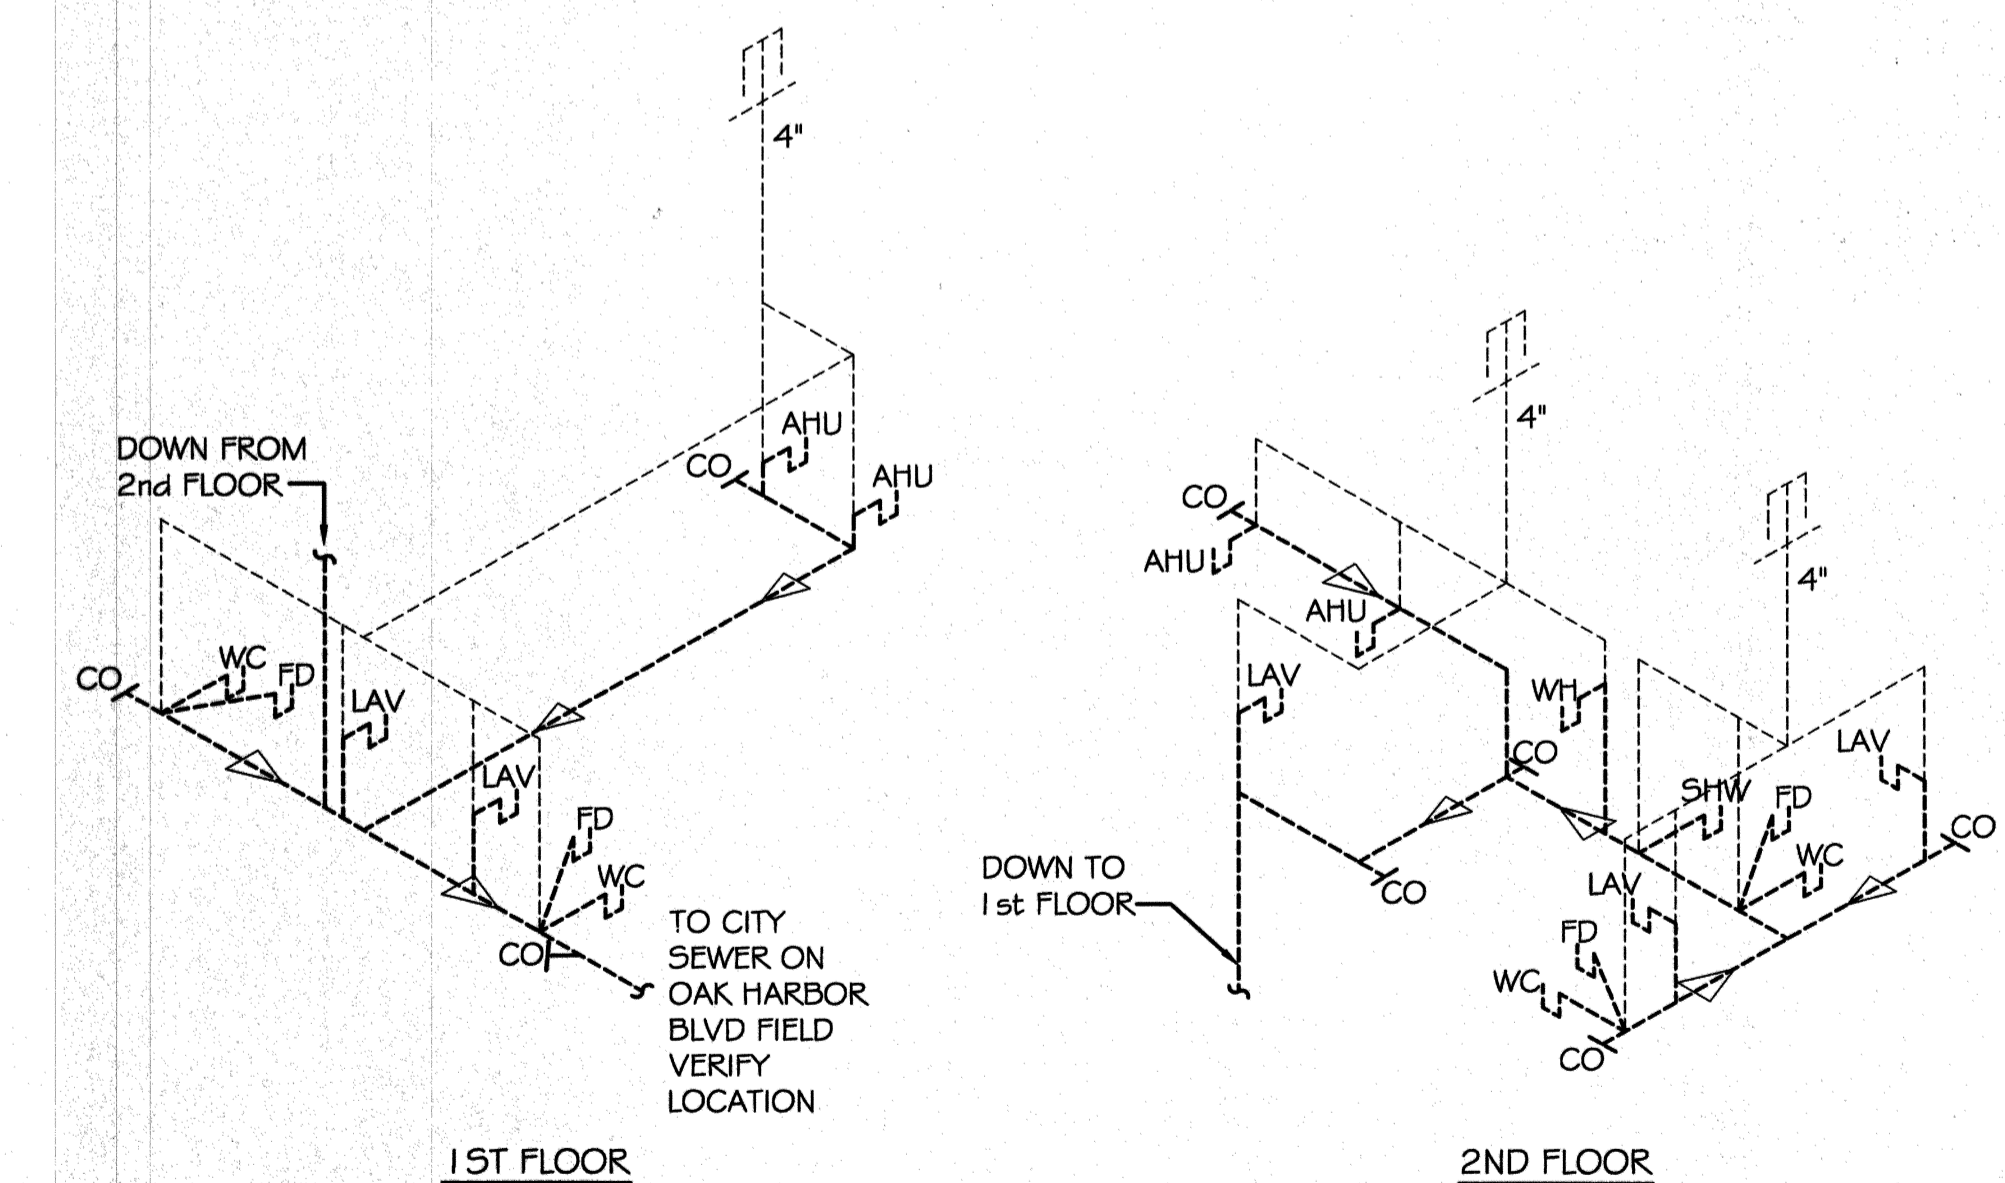 4"
AHU
CO
AHU
DOWN FROM
2nd FLOOR
CO
WC
FD
LAV
LAV
FD
WC
CO
TO CITY
SEWER ON
OAK HARBOR
BLVD FIELD
VERIFY
LOCATION
1ST FLOOR
4"
4"
CO
AHU
AHU
LAV
WH
CO
CO
DOWN TO
1st FLOOR
SHW
FD
WC
LAV
CO
LAV
FD
WC
CO
2ND FLOOR